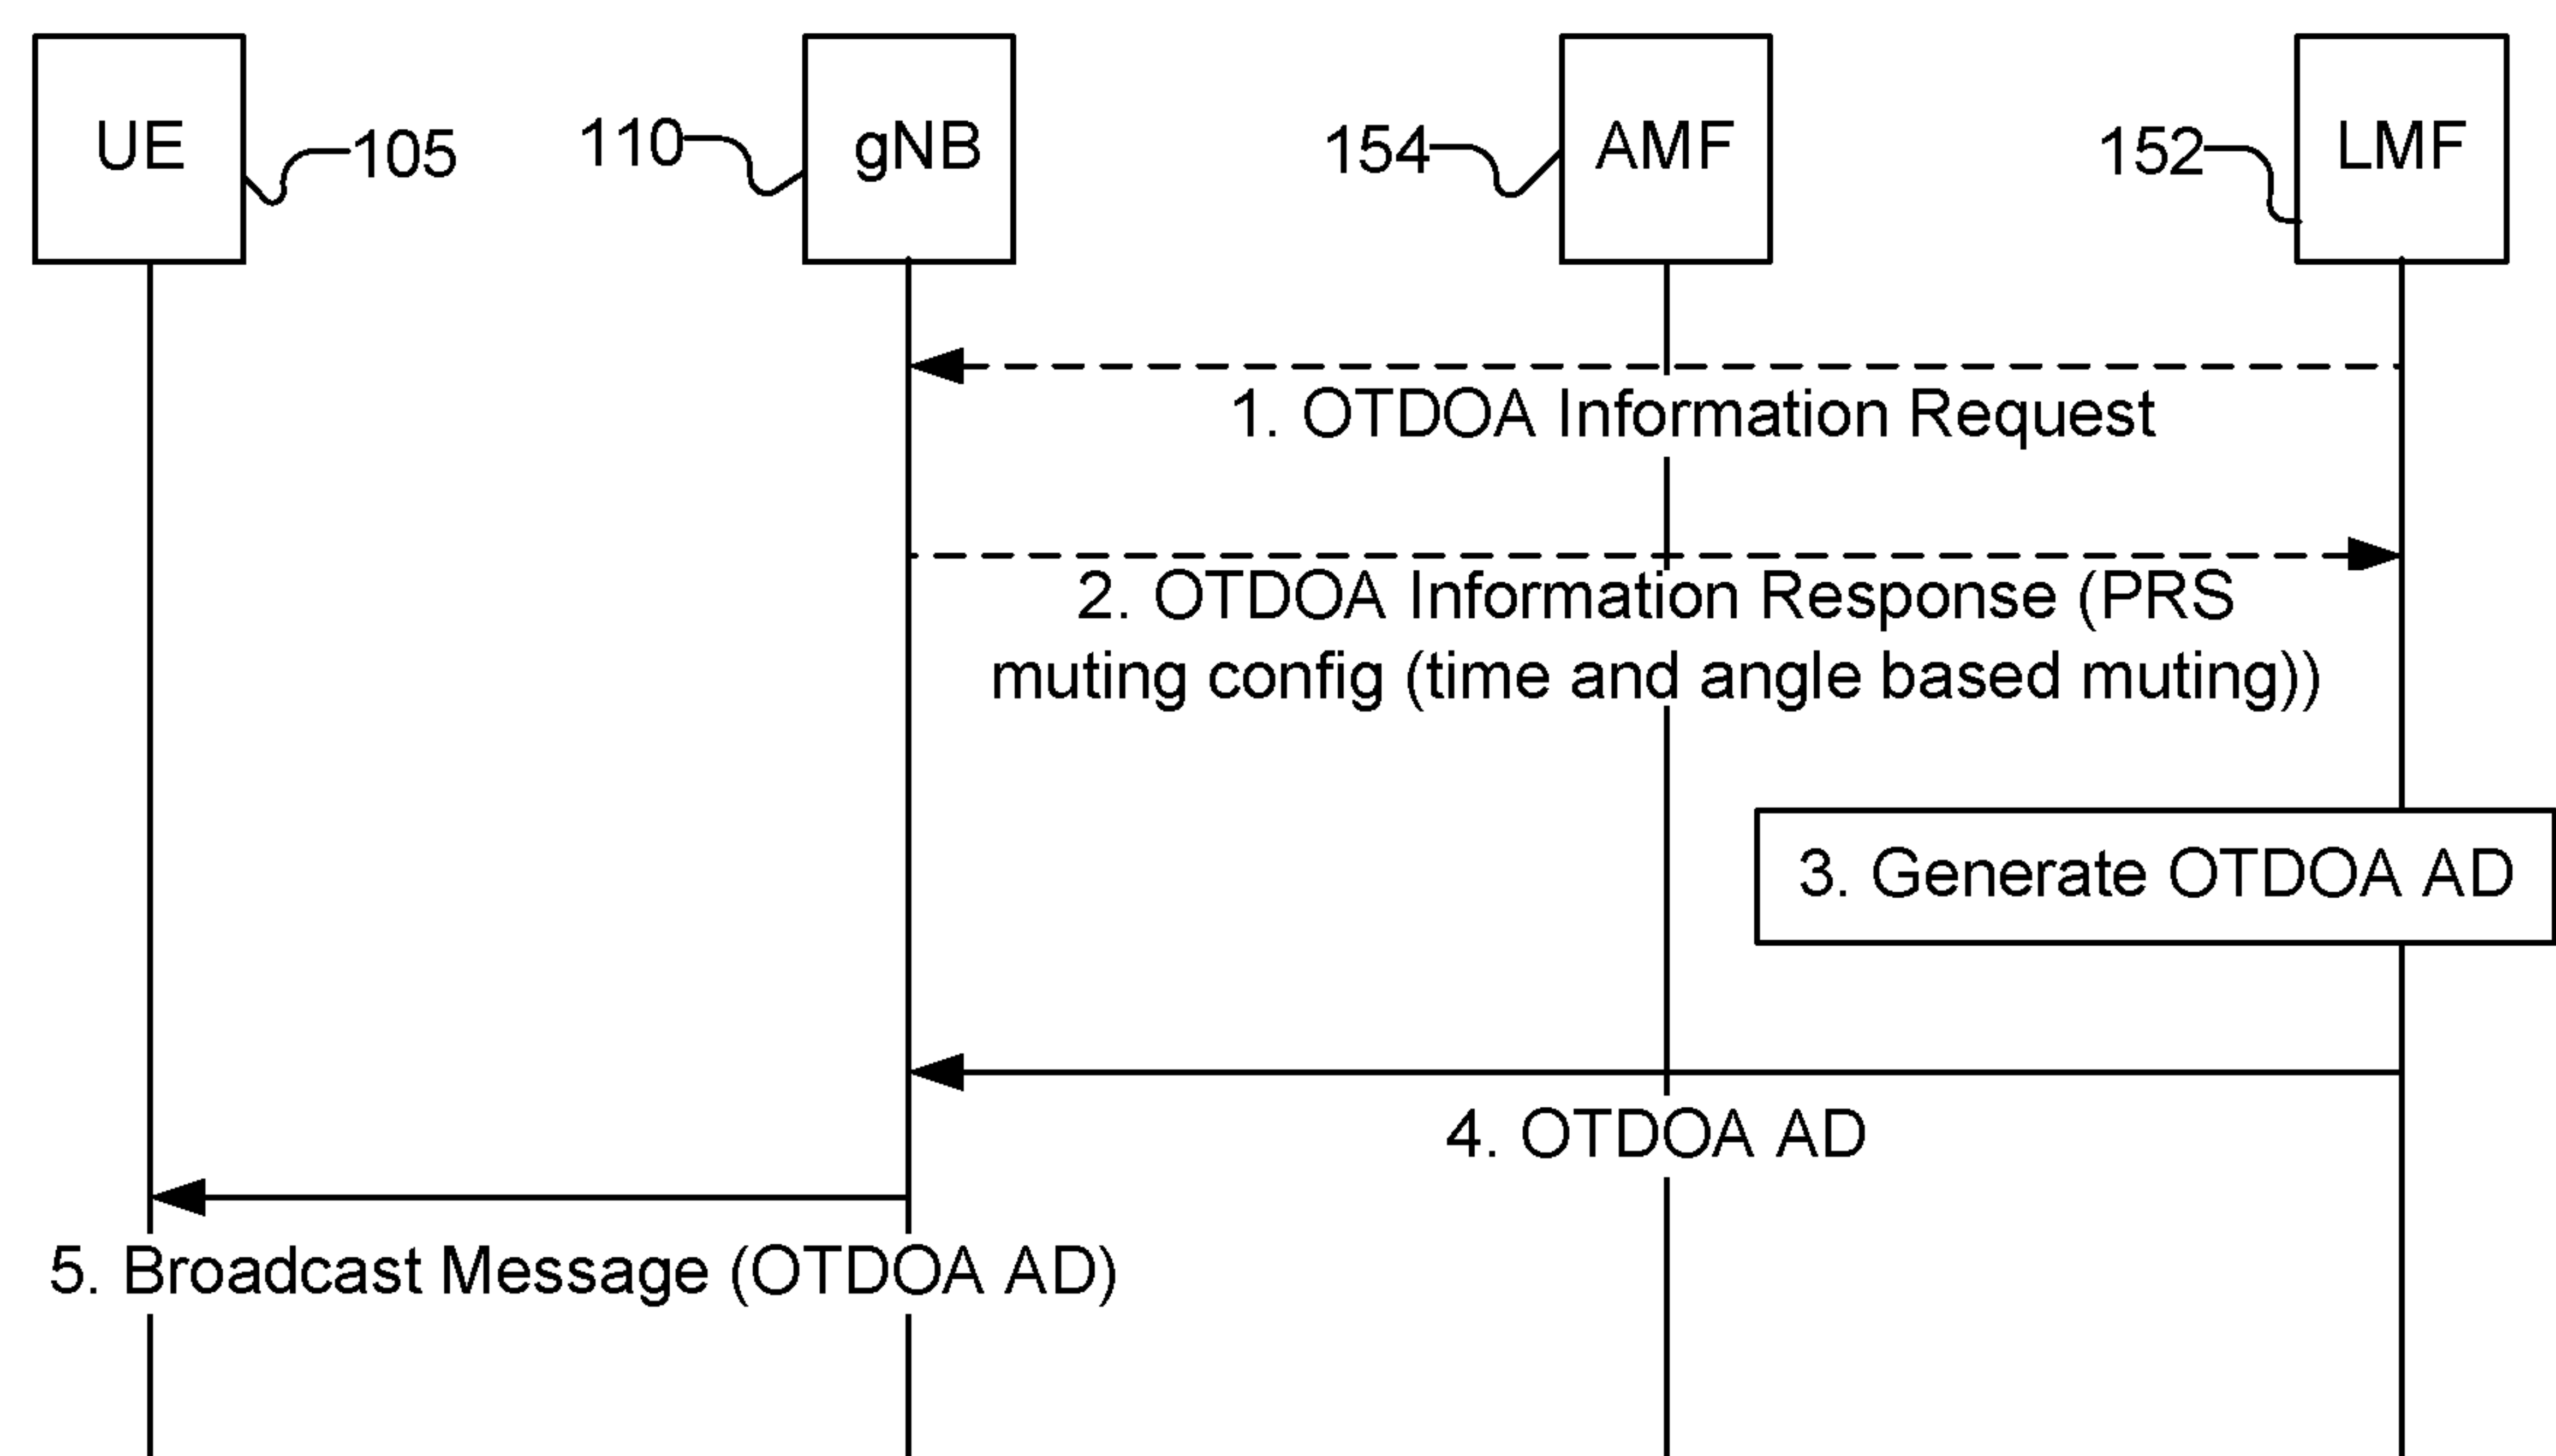 UE
105
110
gNB
154
AMF
152
LMF
1. OTDOA Information Request
2. OTDOA Information Response (PRS
muting config (time and angle based muting))
3. Generate OTDOA AD
4. OTDOA AD
5. Broadcast Message (OTDOA AD)